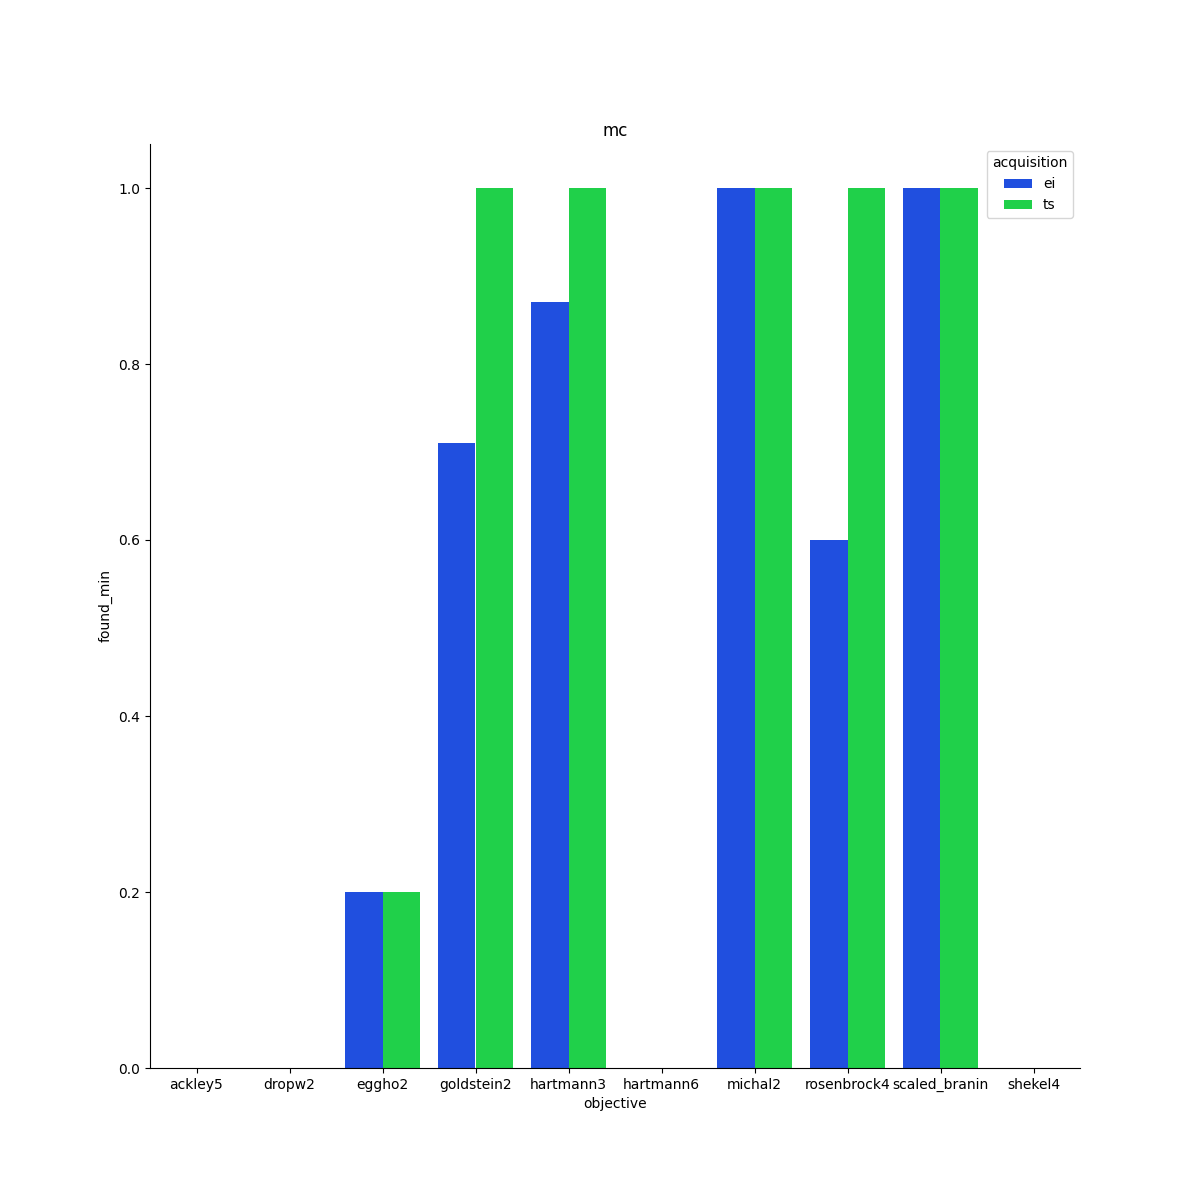 mc
acquisition
ei
ts
1.0
0.8
0.6
0.4
0.2
0.0
found_min
ackley5 dropw2 eggho2 goldstein2 hartmann3 hartmann6 michal2 rosenbrock4 scaled_branin shekel4
objective